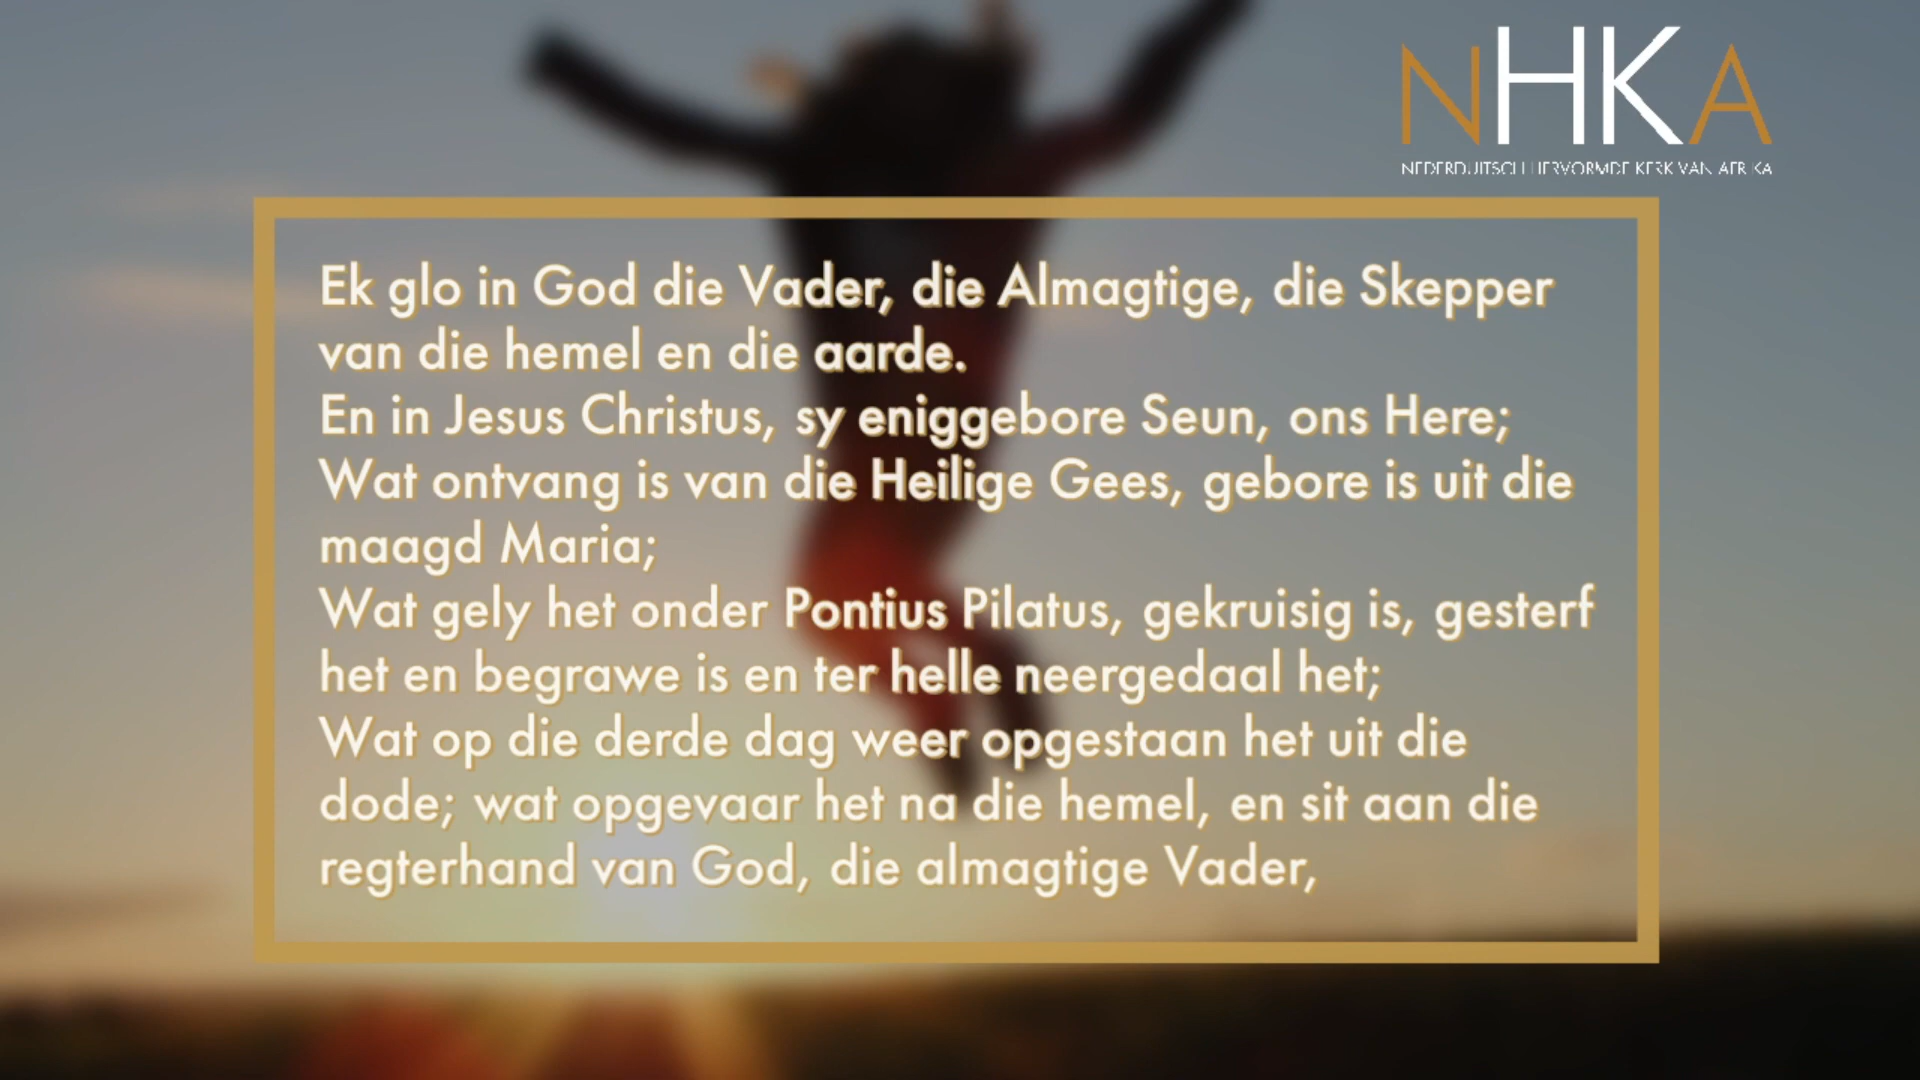 NHKA
NEDERDUITSCH HERVORMDE KERK VAN AFRIKA
Ek glo in God die Vader, die Almagtige, die Skepper
van die hemel en die aarde.
En in Jesus Christus, sy eniggebore Seun, ons Here;
Wat ontvang is van die Heilige Gees, gebore is uit die
maagd Maria;
Wat gely het onder Pontius Pilatus, gekruisig is, gesterf
het en begrawe is en ter helle neergedaal het;
Wat op die derde dag weer opgestaan het uit die
dode; wat opgevaar het na die hemel, en sit aan die
regterhand van God, die almagtige Vader,